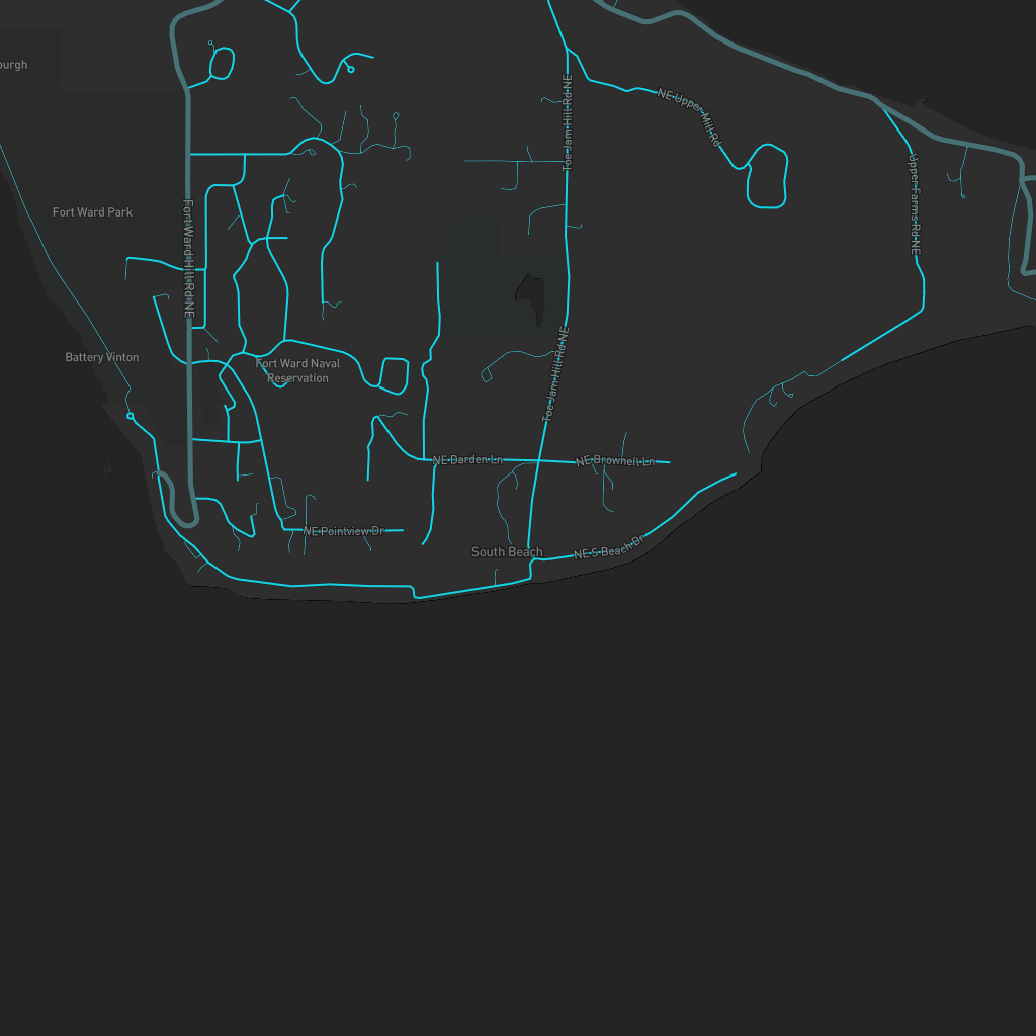 burgh
Toe Jam Hill Rd NE
NE Upper Mill Rd
Upper Farms Rd NE
Fort Ward Park
Fort Ward Hill Rd NE
Battery Vinton
Fort Ward Naval
Reservation
Toe Jam Hill Rd NE
NE Darden Ln
NE Brownell Ln
NE Pointview Dr
South Beach
NE S Beach Dr